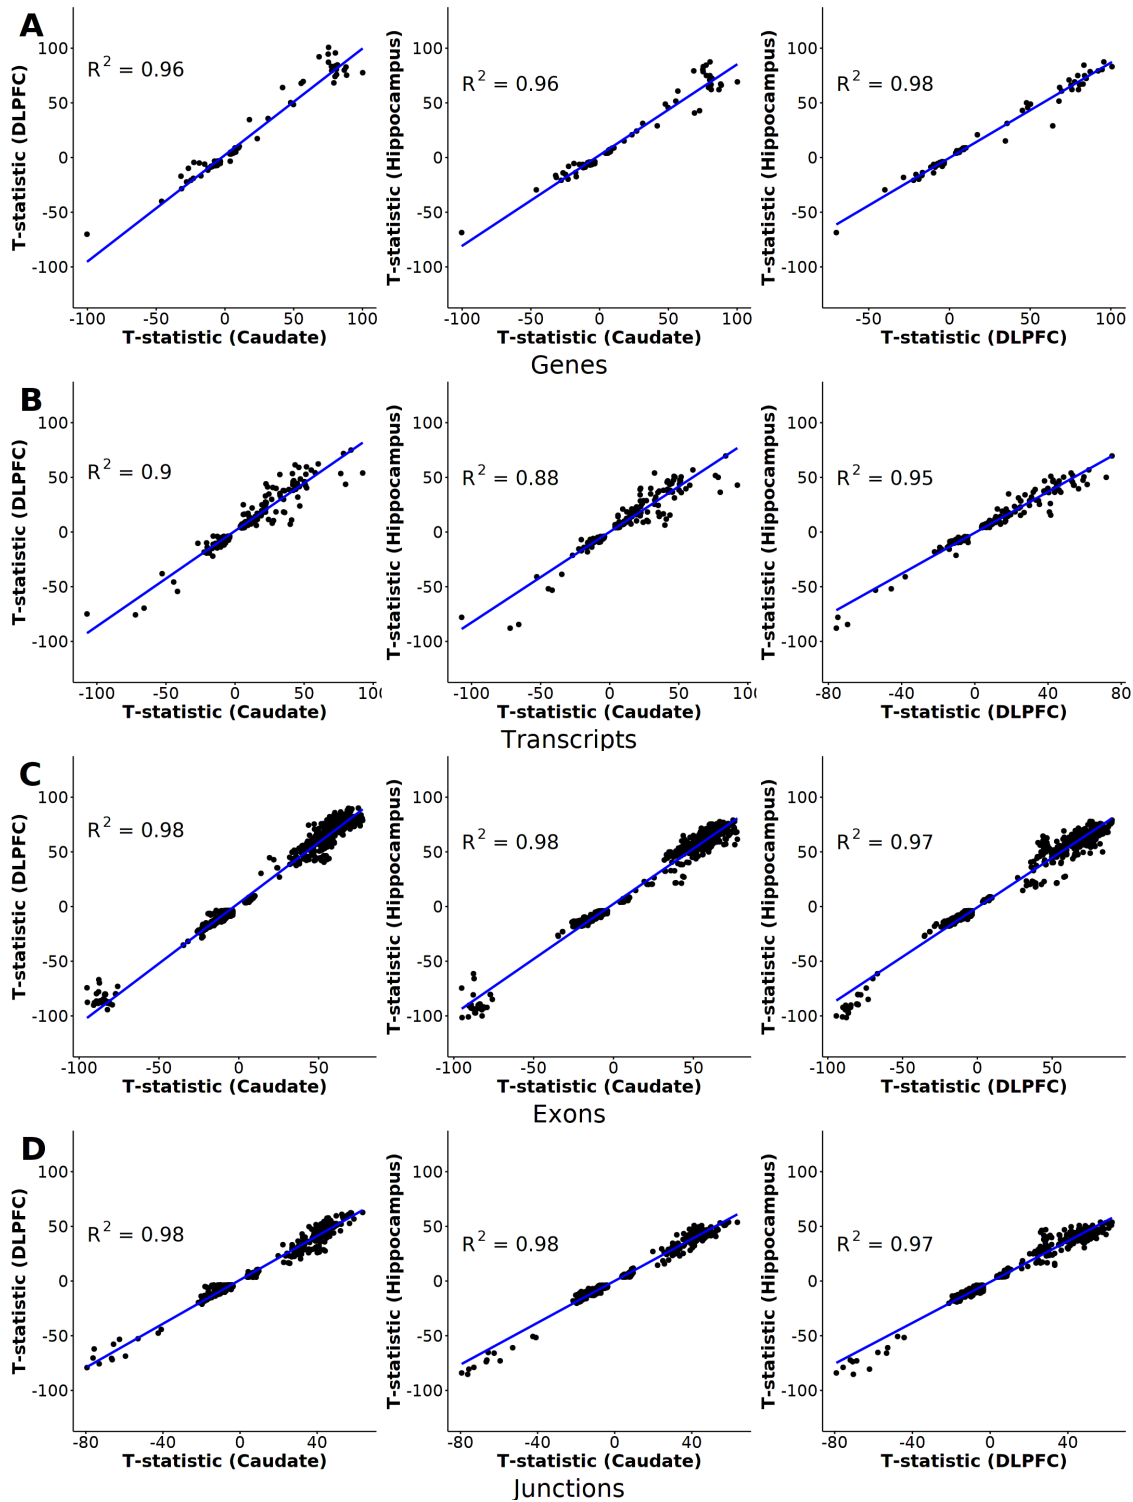 A
T-statistic (DLPFC)
100
50
0
-50
-100
R² = 0.96
-100 -50 0 50 100
T-statistic (Caudate)
T-statistic (Hippocampus)
100
50
0
-50
-100
R² = 0.96
-100 -50 0 50 100
T-statistic (Caudate)
T-statistic (Hippocampus)
100
50
0
-50
-100
R² = 0.98
-50 0 50 100
T-statistic (DLPFC)
Genes
B
T-statistic (DLPFC)
100
50
0
-50
-100
R² = 0.9
-100 -50 0 50 100
T-statistic (Caudate)
T-statistic (Hippocampus)
100
50
0
-50
-100
R² = 0.88
-100 -50 0 50 100
T-statistic (Caudate)
T-statistic (Hippocampus)
100
50
0
-50
-100
R² = 0.95
-80 -40 0 40 80
T-statistic (DLPFC)
Transcripts
C
T-statistic (DLPFC)
100
50
0
-50
-100
R² = 0.98
-100 -50 0 50
T-statistic (Caudate)
T-statistic (Hippocampus)
100
50
0
-50
-100
R² = 0.98
-100 -50 0 50
T-statistic (Caudate)
T-statistic (Hippocampus)
100
50
0
-50
-100
R² = 0.97
-100 -50 0 50
T-statistic (DLPFC)
Exons
D
T-statistic (DLPFC)
100
50
0
-50
-100
R² = 0.98
-80 -40 0 40
T-statistic (Caudate)
T-statistic (Hippocampus)
100
50
0
-50
-100
R² = 0.98
-80 -40 0 40
T-statistic (Caudate)
T-statistic (Hippocampus)
100
50
0
-50
-100
R² = 0.97
-80 -40 0 40
T-statistic (DLPFC)
Junctions